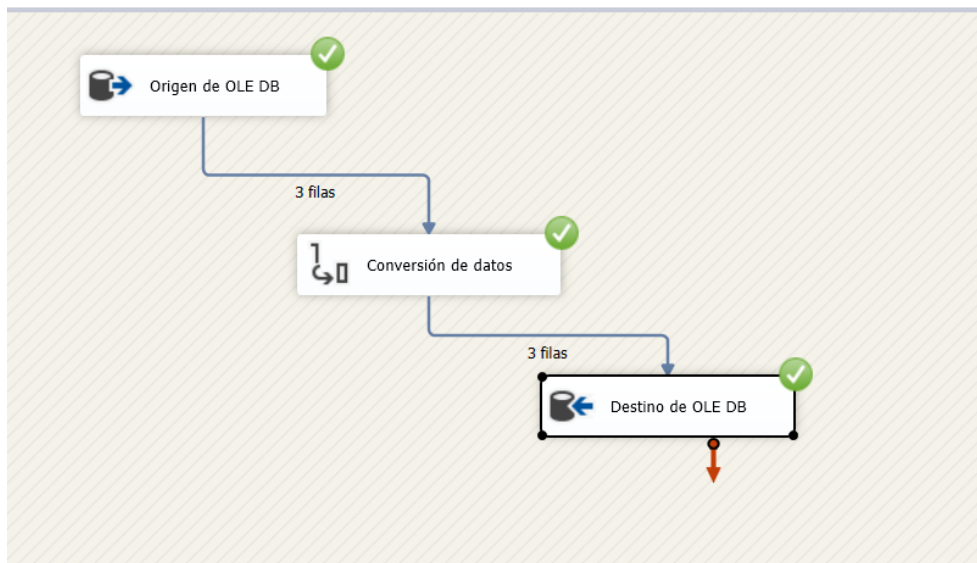 Origen de OLE DB
3 filas
Conversión de datos
3 filas
Destino de OLE DB